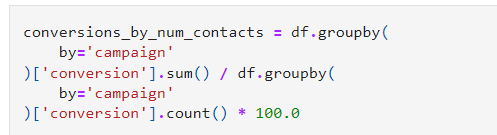 conversions_by_num_contacts = df.groupby(
    by='campaign'
)['conversion'].sum() / df.groupby(
    by='campaign'
)['conversion'].count() * 100.0